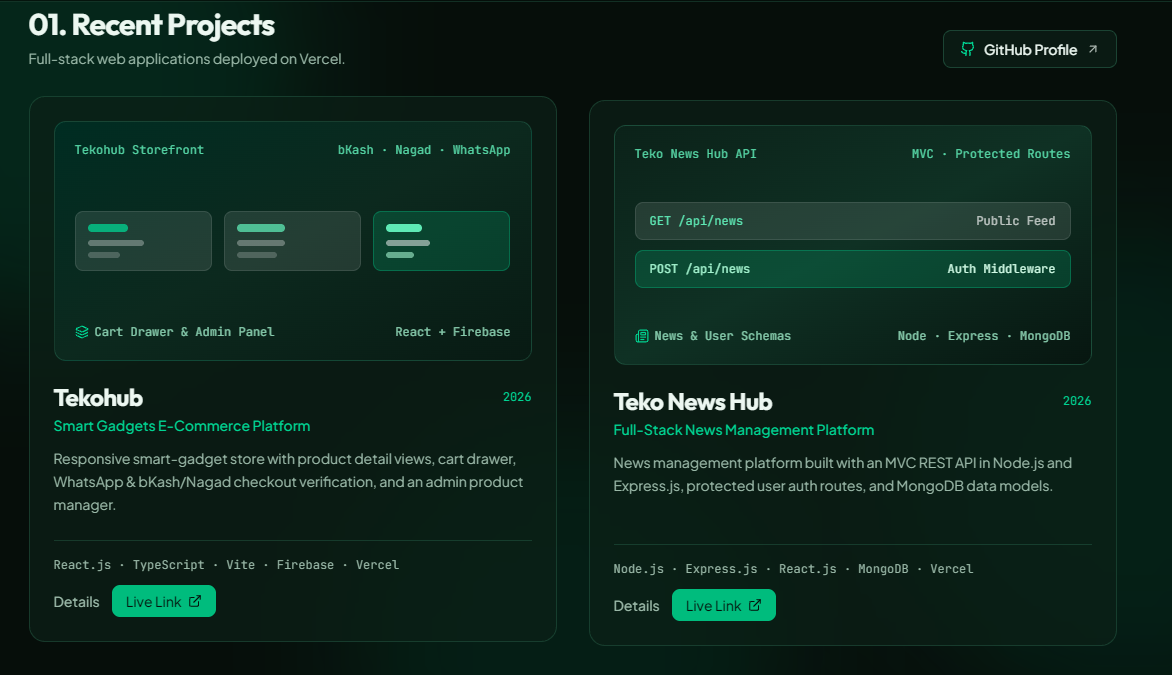 01. Recent Projects
Full-stack web applications deployed on Vercel.
GitHub Profile
Tekohub Storefront
bKash · Nagad · WhatsApp
Cart Drawer & Admin Panel
React + Firebase
Tekohub
2026
Smart Gadgets E-Commerce Platform
Responsive smart-gadget store with product detail views, cart drawer,
WhatsApp & bKash/Nagad checkout verification, and an admin product
manager.
React.js · TypeScript · Vite · Firebase · Vercel
Details
Live Link
Teko News Hub API
MVC · Protected Routes
GET /api/news
Public Feed
POST /api/news
Auth Middleware
News & User Schemas
Node · Express · MongoDB
Teko News Hub
2026
Full-Stack News Management Platform
News management platform built with an MVC REST API in Node.js and
Express.js, protected user auth routes, and MongoDB data models.
Node.js · Express.js · React.js · MongoDB · Vercel
Details
Live Link